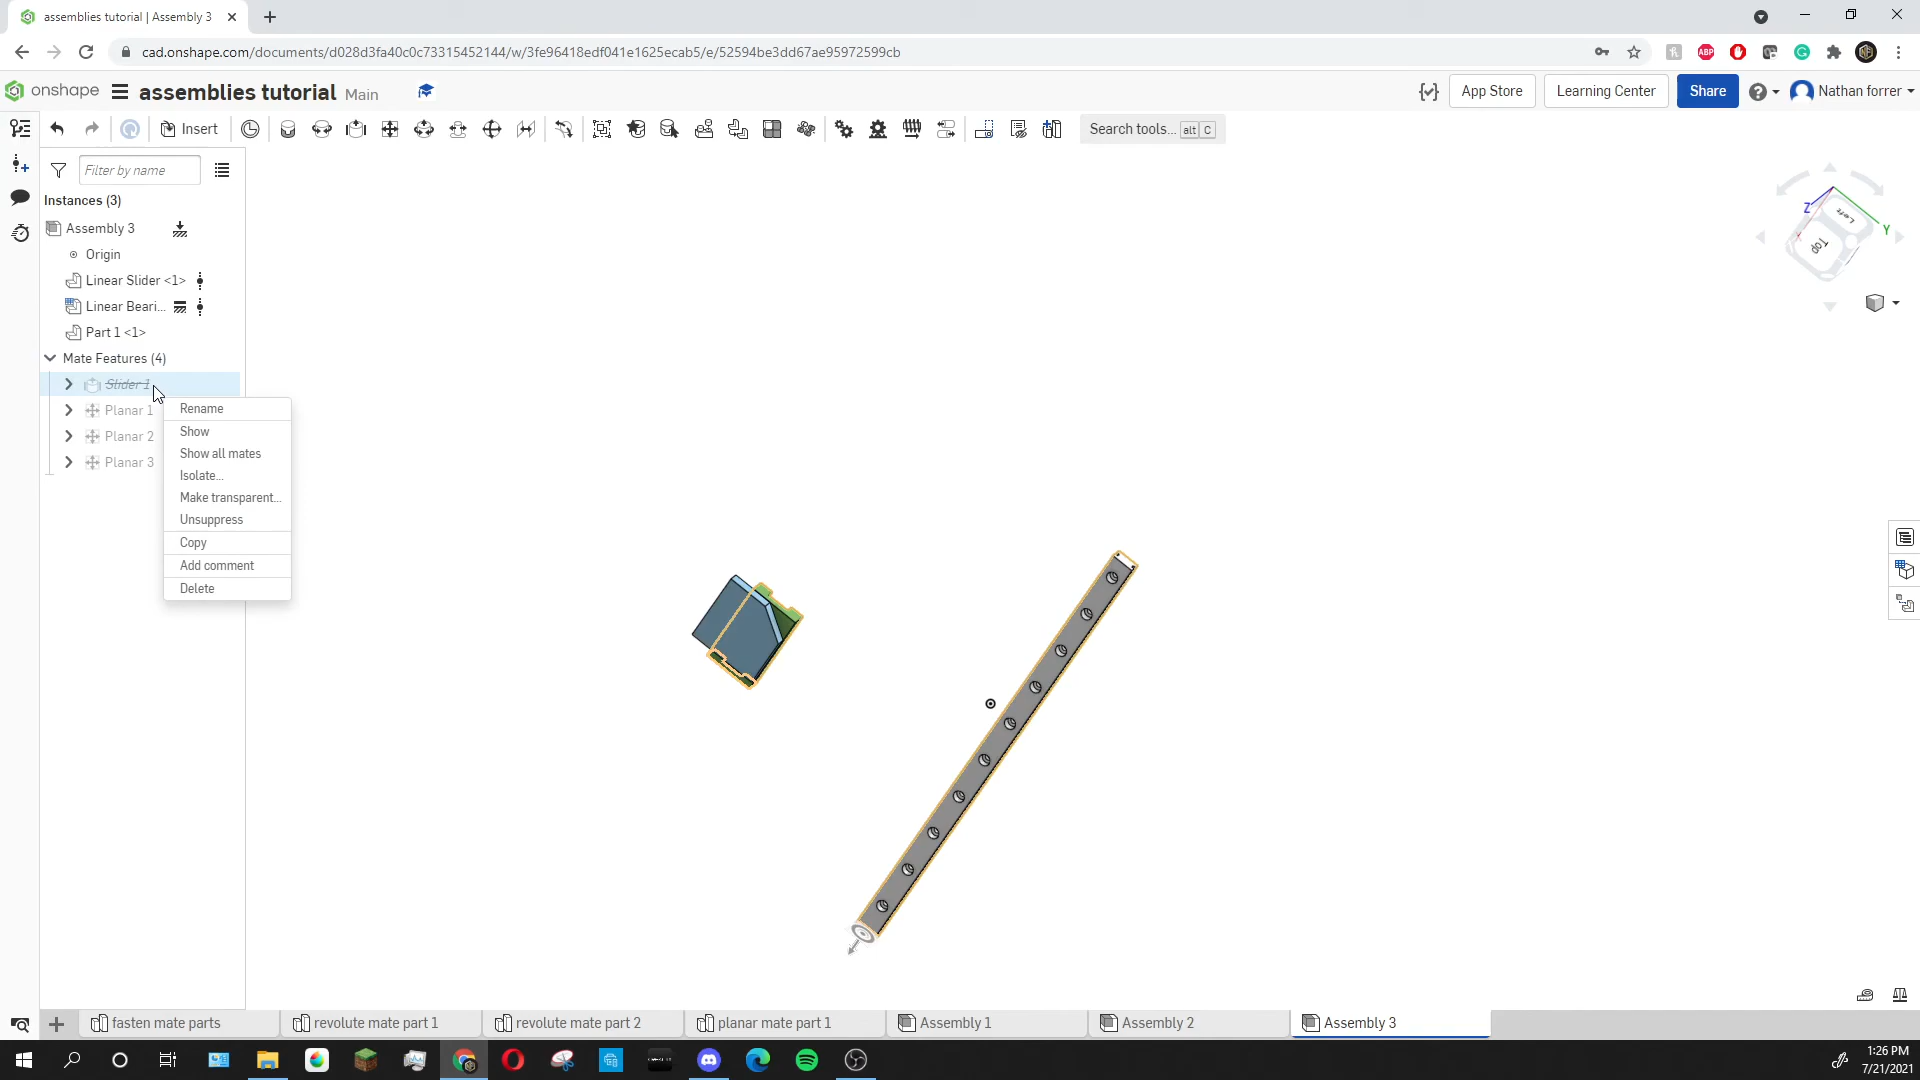 assemblies tutorial | Assembly 3
cad.onshape.com/documents/d028d3fa40c0c73315452144/w/3fe96418edf041e1625ecab5/e/52594be3dd67ae95972599cb
ABP
onshape
assemblies tutorial Main
App Store
Learning Center
Share
Nathan forrer
Insert
Search tools... alt C
Filter by name
Instances (3)
Assembly 3
Origin
Linear Slider <1>
Linear Beari...
Part 1 <1>
Mate Features (4)
Slider 1
Planar 1
Planar 2
Planar 3
Rename
Show
Show all mates
Isolate...
Make transparent...
Unsuppress
Copy
Add comment
Delete
Z
Left
Y
X
Top
fasten mate parts
revolute mate part 1
revolute mate part 2
planar mate part 1
Assembly 1
Assembly 2
Assembly 3
1:26 PM
7/21/2021